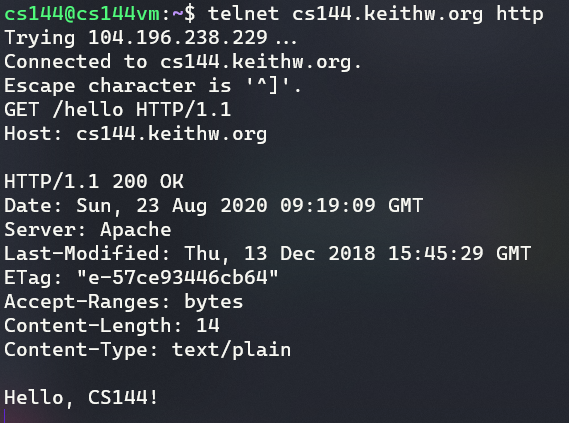 cs144@cs144vm:~$ telnet cs144.keithw.org http
Trying 104.196.238.229...
Connected to cs144.keithw.org.
Escape character is '^]'.
GET /hello HTTP/1.1
Host: cs144.keithw.org

HTTP/1.1 200 OK
Date: Sun, 23 Aug 2020 09:19:09 GMT
Server: Apache
Last-Modified: Thu, 13 Dec 2018 15:45:29 GMT
ETag: "e-57ce93446cb64"
Accept-Ranges: bytes
Content-Length: 14
Content-Type: text/plain

Hello, CS144!